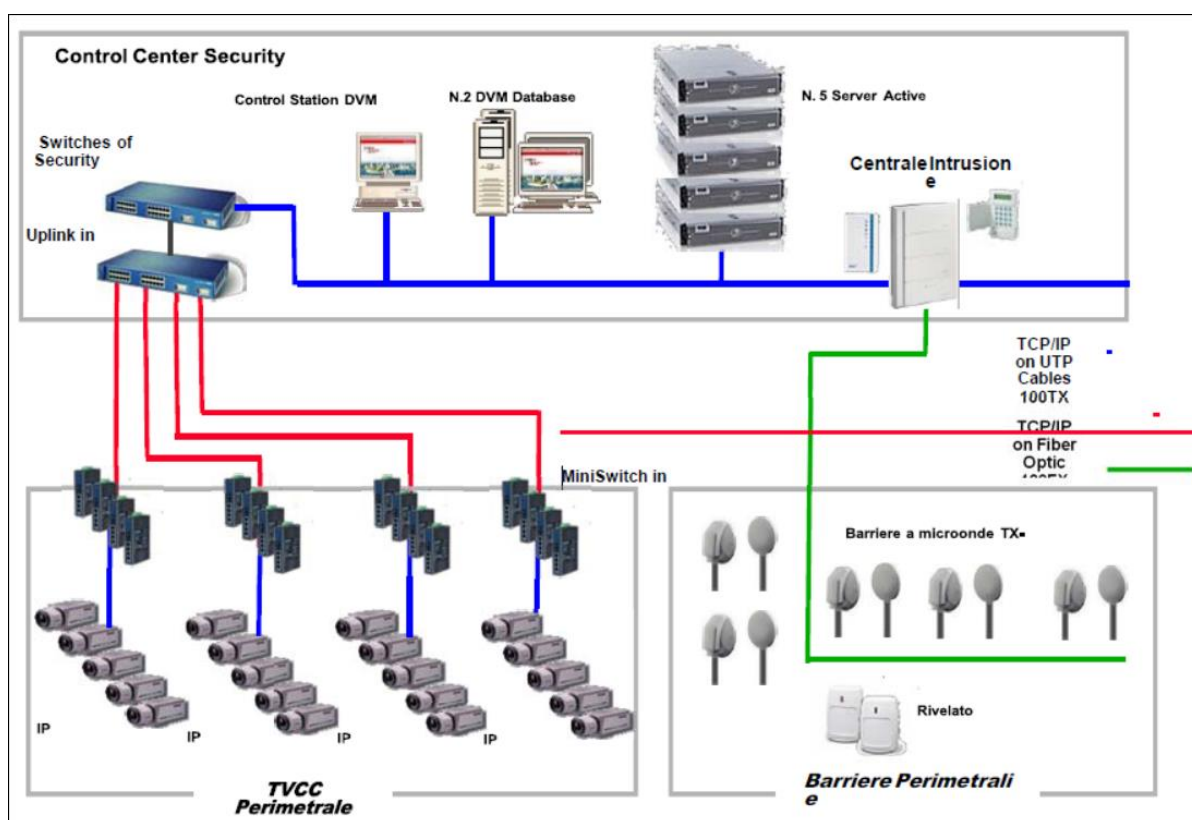 Control Center Security
Control Station DVM
N.2 DVM Database
N. 5 Server Active
Switches of
Security
Centrale Intrusion
e
Uplink in
TCP/IP
on UTP
Cables
100TX
TCP/IP
on Fiber
Optic
MiniSwitch in
Barriere a microonde TX-
Rivelato
IP
IP
IP
IP
TVCC
Perimetrale
Barriere Perimetrali
e